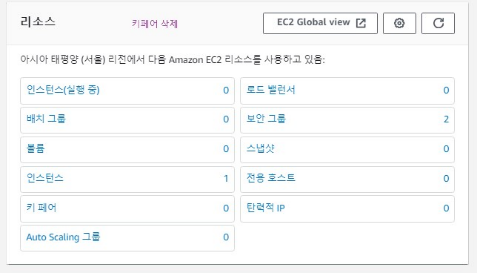 리소스
키페어 삭제
EC2 Global view
아시아 태평양 (서울) 리전에서 다음 Amazon EC2 리소스를 사용하고 있음:
인스턴스(실행 중) 0
로드 밸런서 0
배치 그룹 0
보안 그룹 2
볼륨 0
스냅샷 0
인스턴스 1
전용 호스트 0
키 페어 0
탄력적 IP 0
Auto Scaling 그룹 0